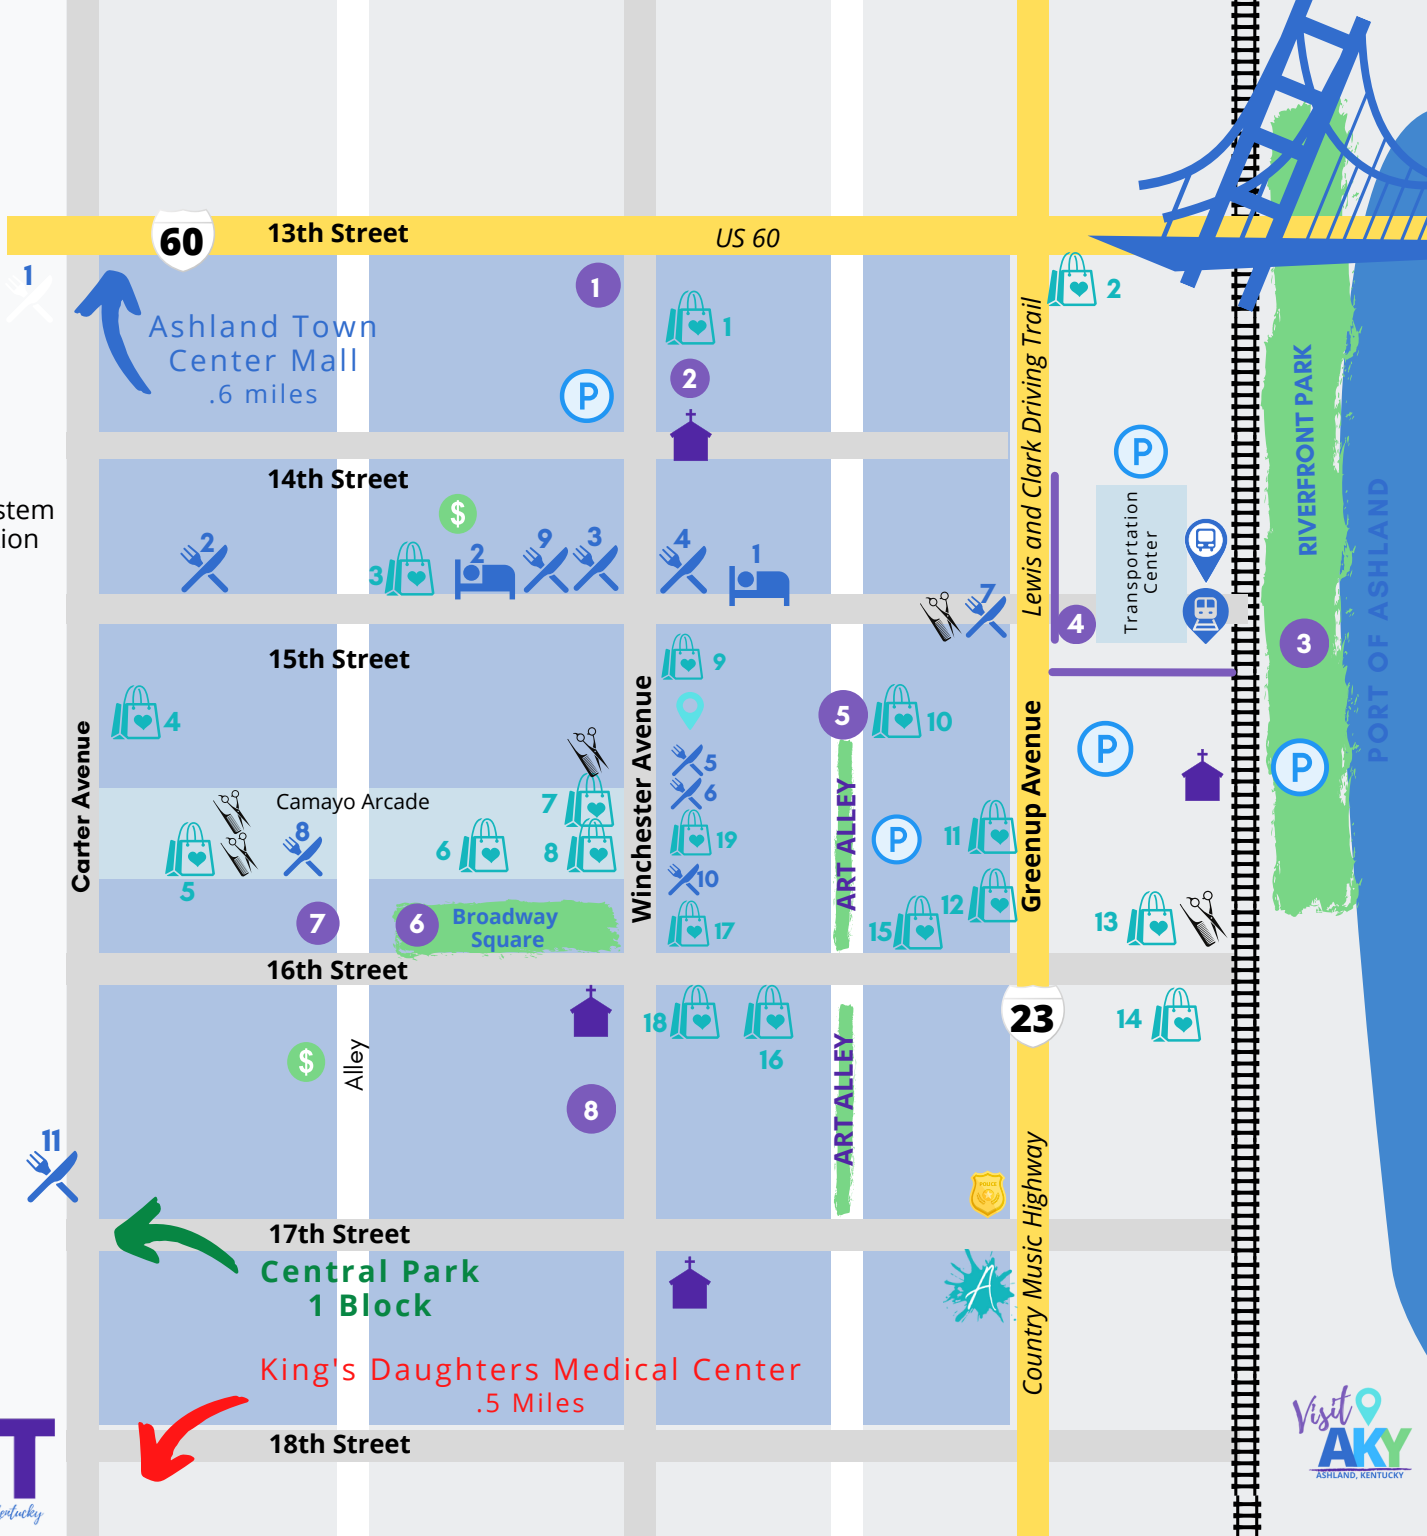 60
13th Street
US 60
1
1
2
Ashland Town
Center Mall
.6 miles
1
2
P
Lewis and Clark Driving Trail
RIVERFRONT PARK
PORT OF ASHLAND
P
14th Street
stem
ion
$
2
3
2
9
3
4
1
7
Transportation
Center
4
3
15th Street
9
4
5
10
P
P
Carter Avenue
Winchester Avenue
Greenup Avenue
5
6
Camayo Arcade
7
8
5
6
8
19
10
17
ART ALLEY
P
11
12
15
13
7
6
Broadway
Square
16th Street
18
16
23
14
$
Alley
8
ART ALLEY
11
POLICE
Country Music Highway
17th Street
Central Park
1 Block
A
King's Daughters Medical Center
.5 Miles
18th Street
T
Kentucky
Visit
AKY
ASHLAND, KENTUCKY